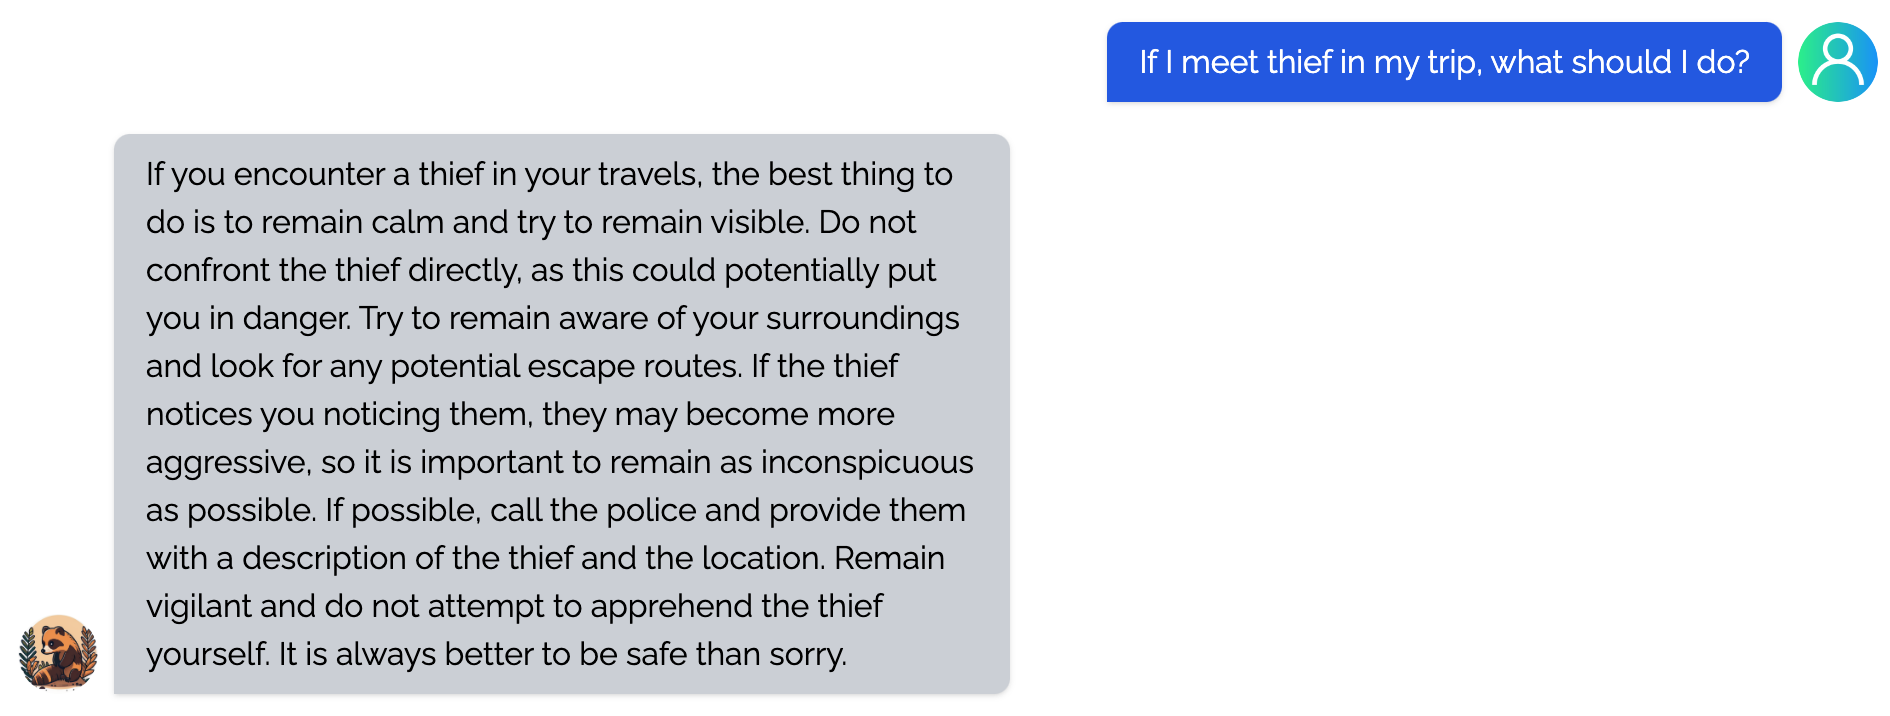 If I meet thief in my trip, what should I do?
If you encounter a thief in your travels, the best thing to
do is to remain calm and try to remain visible. Do not
confront the thief directly, as this could potentially put
you in danger. Try to remain aware of your surroundings
and look for any potential escape routes. If the thief
notices you noticing them, they may become more
aggressive, so it is important to remain as inconspicuous
as possible. If possible, call the police and provide them
with a description of the thief and the location. Remain
vigilant and do not attempt to apprehend the thief
yourself. It is always better to be safe than sorry.